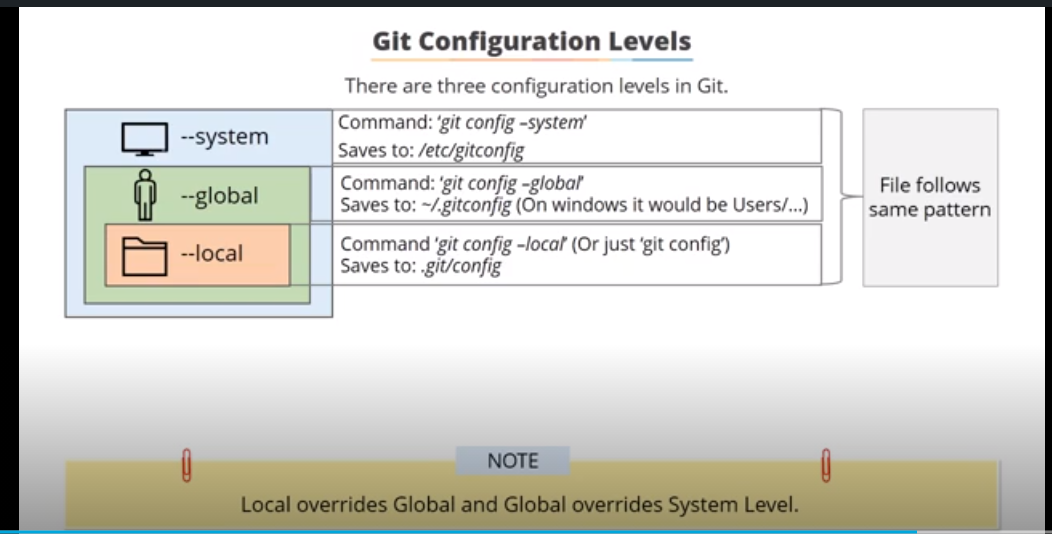 Git Configuration Levels
There are three configuration levels in Git.
--system
Command: ‘git config –system’
Saves to: /etc/gitconfig
--global
Command: ‘git config –global’
Saves to: ~/.gitconfig (On windows it would be Users/...)
--local
Command ‘git config –local’ (Or just ‘git config’)
Saves to: .git/config
File follows
same pattern
NOTE
Local overrides Global and Global overrides System Level.